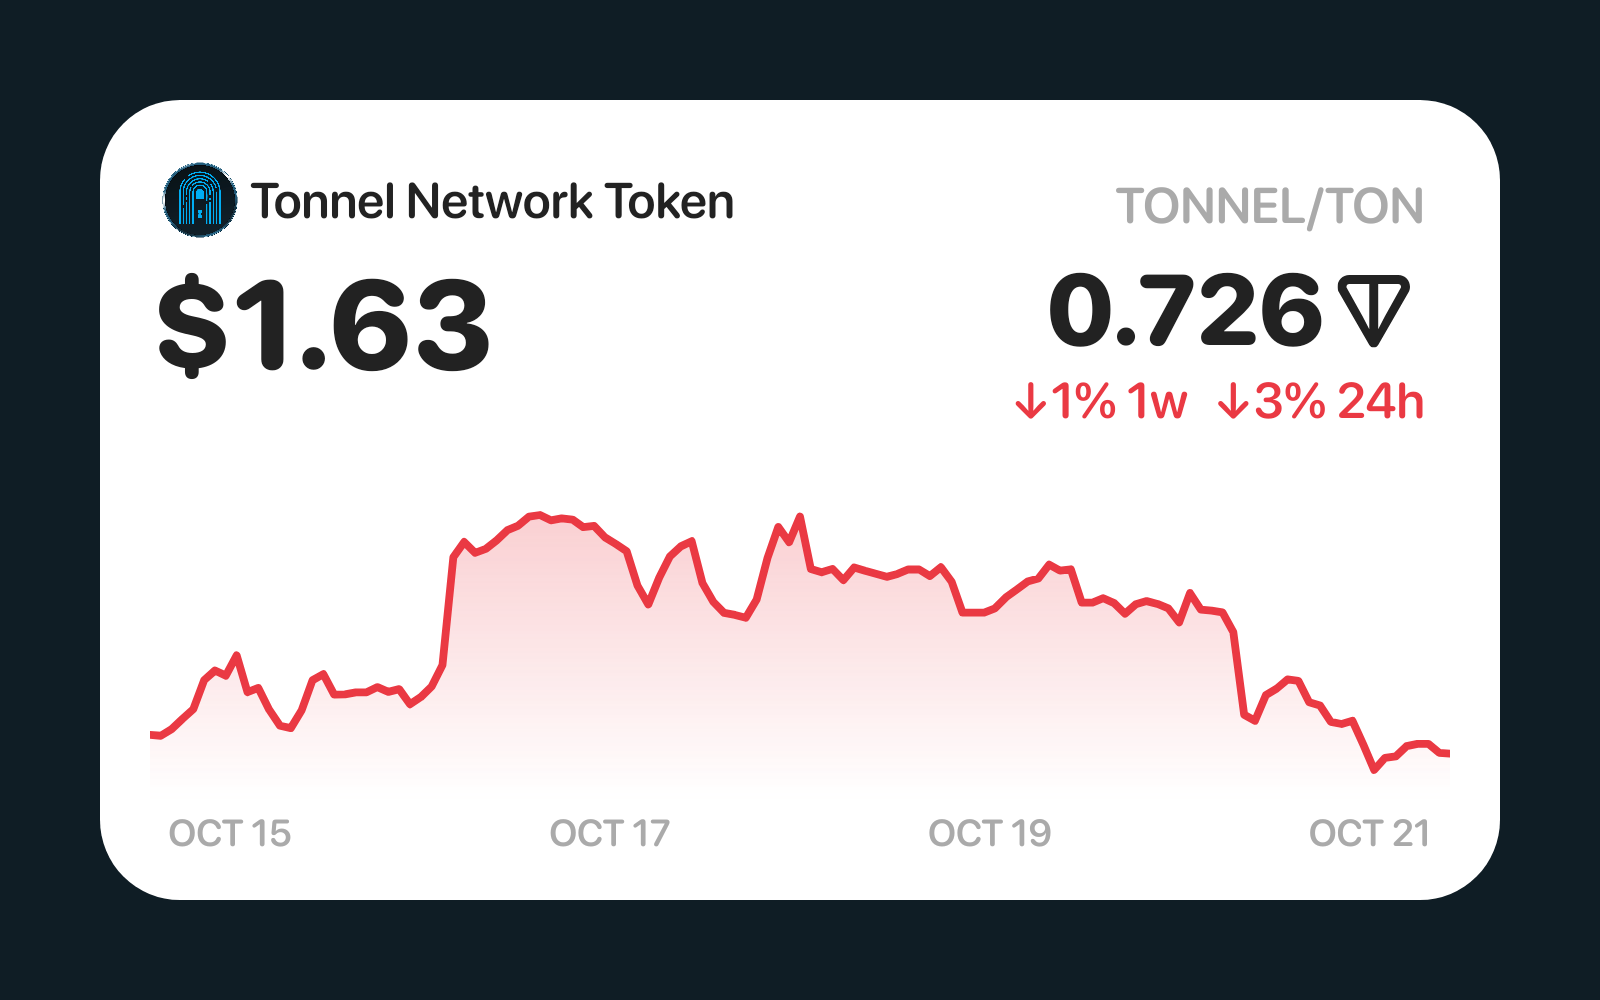 Tonnel Network Token
TONNEL/TON
$1.63
0.726
↓1% 1w ↓3% 24h
OCT 15
OCT 17
OCT 19
OCT 21